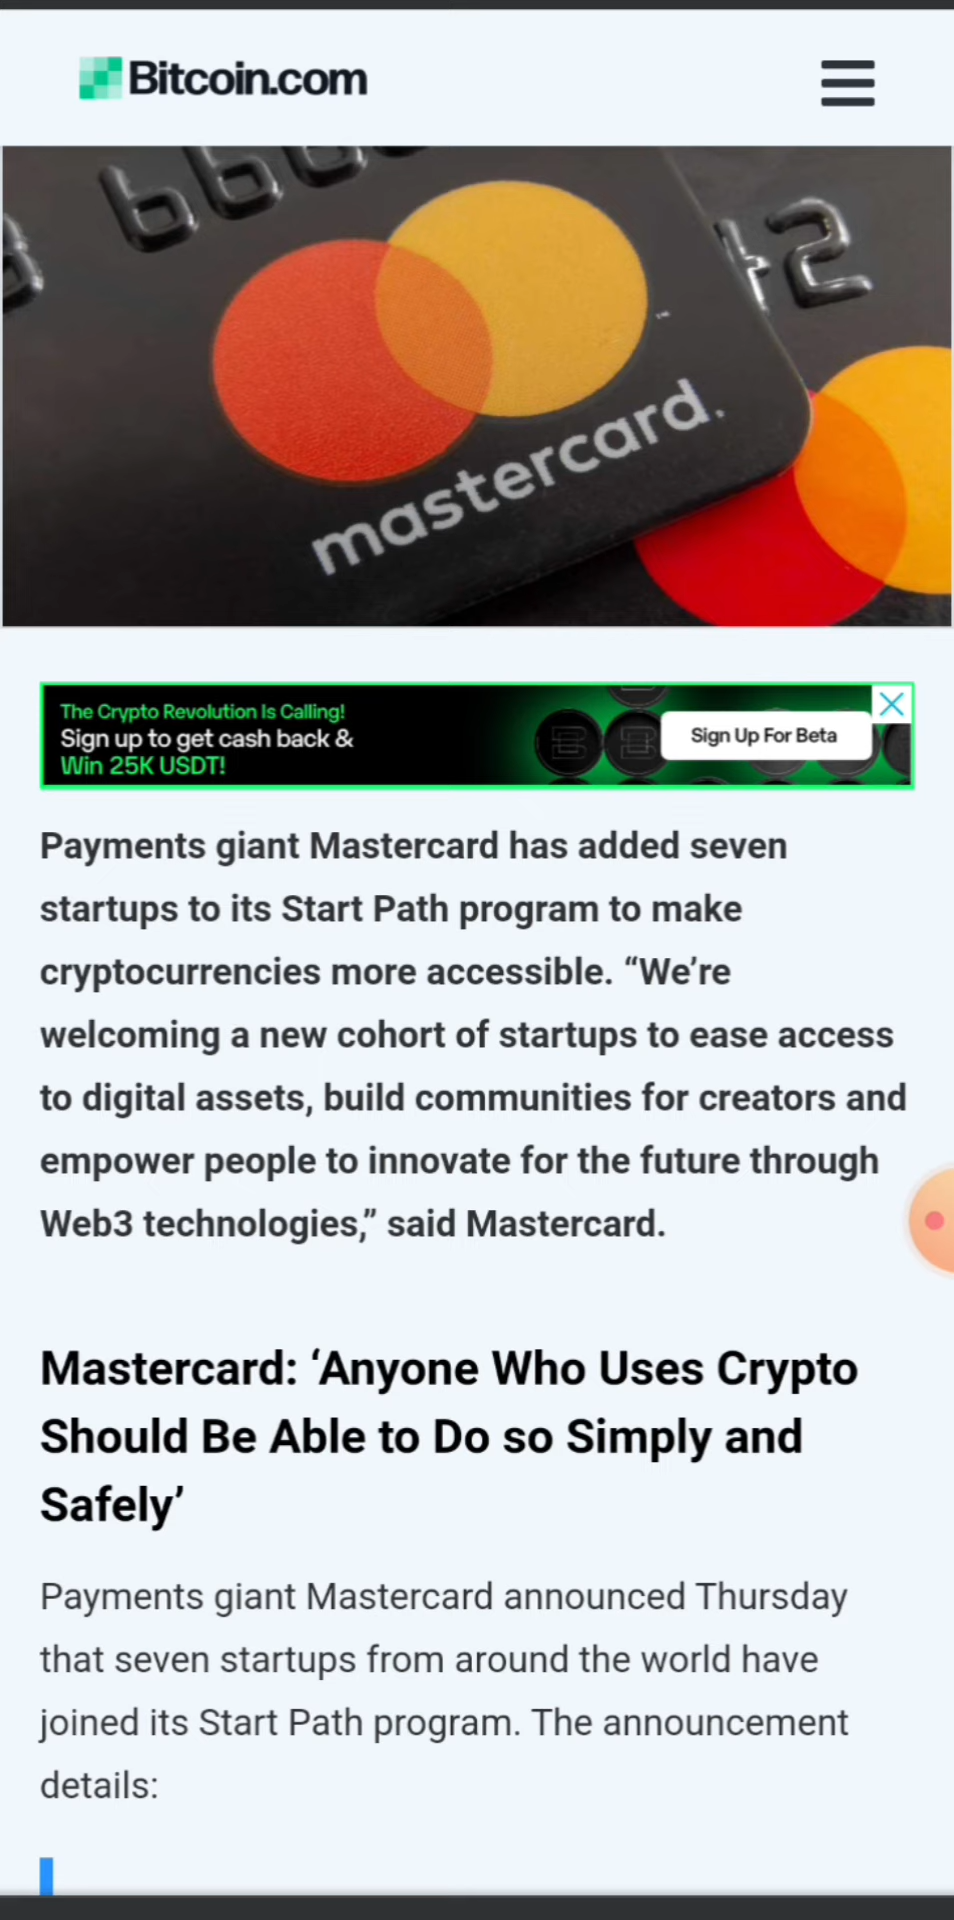 Bitcoin.com
42
mastercard.
The Crypto Revolution Is Calling!
Sign up to get cash back &
Win 25K USDT!
Sign Up For Beta
Payments giant Mastercard has added seven
startups to its Start Path program to make
cryptocurrencies more accessible. “We’re
welcoming a new cohort of startups to ease access
to digital assets, build communities for creators and
empower people to innovate for the future through
Web3 technologies,” said Mastercard.
Mastercard: ‘Anyone Who Uses Crypto
Should Be Able to Do so Simply and
Safely’
Payments giant Mastercard announced Thursday
that seven startups from around the world have
joined its Start Path program. The announcement
details: